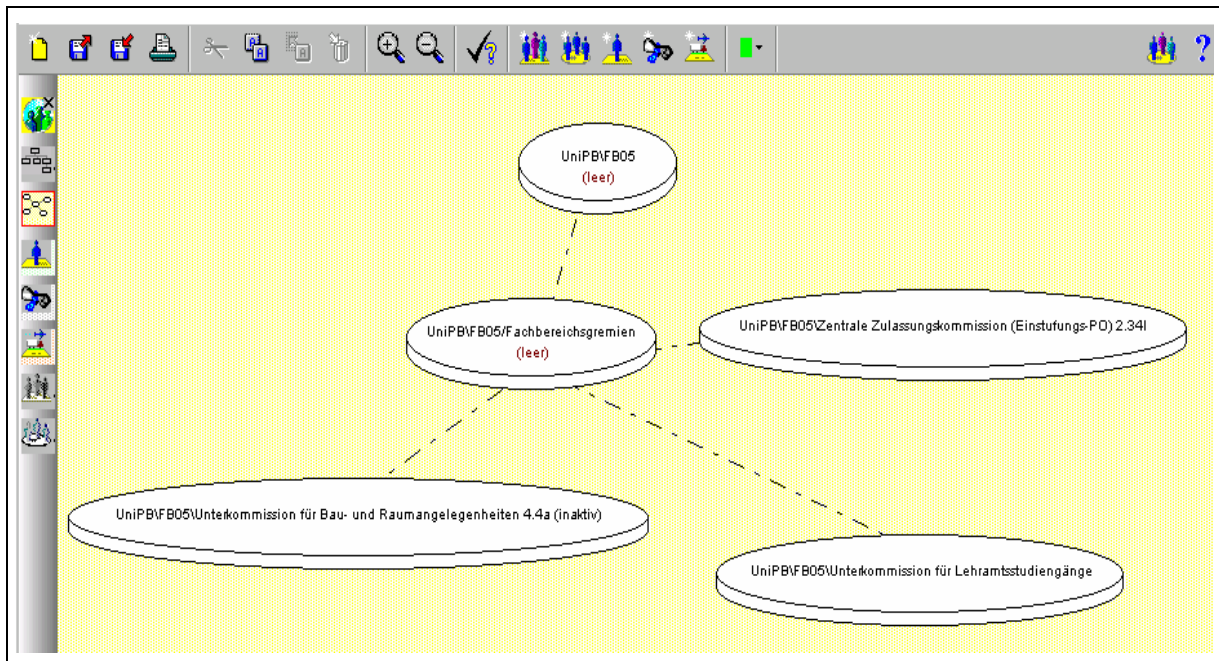 UniPB\FB05
(leer)
UniPB\FB05/Fachbereichsgremien
(leer)
UniPB\FB05\Zentrale Zulassungskommission (Einstufungs-PO) 2.34l
UniPB\FB05\Unterkommission für Bau- und Raumangelegenheiten 4.4a (inaktiv)
UniPB\FB05\Unterkommission für Lehramtsstudiengänge